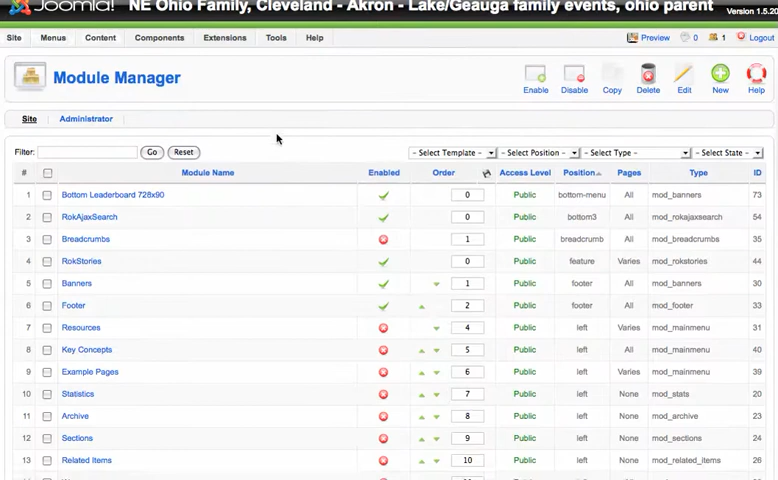 Joomla! NE Ohio Family, Cleveland - Akron - Lake/Geauga family events, ohio parent Version 1.5.20
Site Menus Content Components Extensions Tools Help Preview 0 1 Logout
Module Manager Enable Disable Copy Delete Edit New Help
Site Administrator
Filter: Go Reset - Select Template - - Select Position - - Select Type - - Select State -
# Module Name Enabled Order Access Level Position Pages Type ID
1 Bottom Leaderboard 728x90 0 Public bottom-menu All mod_banners 73
2 RokAjaxSearch 0 Public bottom3 All mod_rokajaxsearch 54
3 Breadcrumbs 1 Public breadcrumb All mod_breadcrumbs 35
4 RokStories 0 Public feature Varies mod_rokstories 44
5 Banners 1 Public footer All mod_banners 30
6 Footer 2 Public footer All mod_footer 33
7 Resources 4 Public left Varies mod_mainmenu 31
8 Key Concepts 5 Public left All mod_mainmenu 40
9 Example Pages 6 Public left Varies mod_mainmenu 39
10 Statistics 7 Public left None mod_stats 20
11 Archive 8 Public left None mod_archive 23
12 Sections 9 Public left None mod_sections 24
13 Related Items 10 Public left None mod_related_items 26